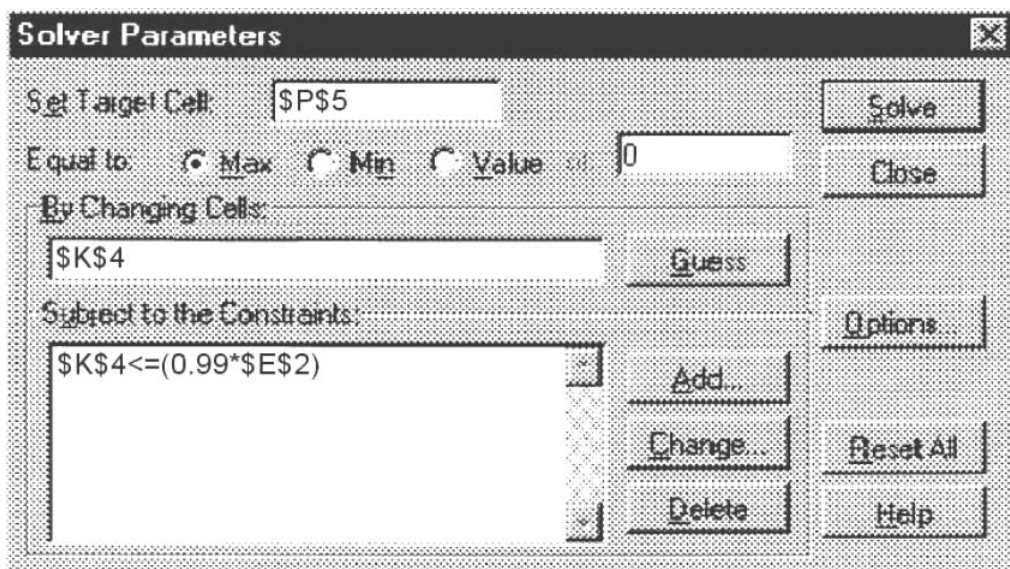 Solver Parameters
Set Target Cell: $P$5 Solve
Equal to: Max Min Value of: 0 Close
By Changing Cells:
$K$4 Guess
Subject to the Constraints: Options...
$K$4<=(0.99*$E$2) Add...
Change... Reset All
Delete Help